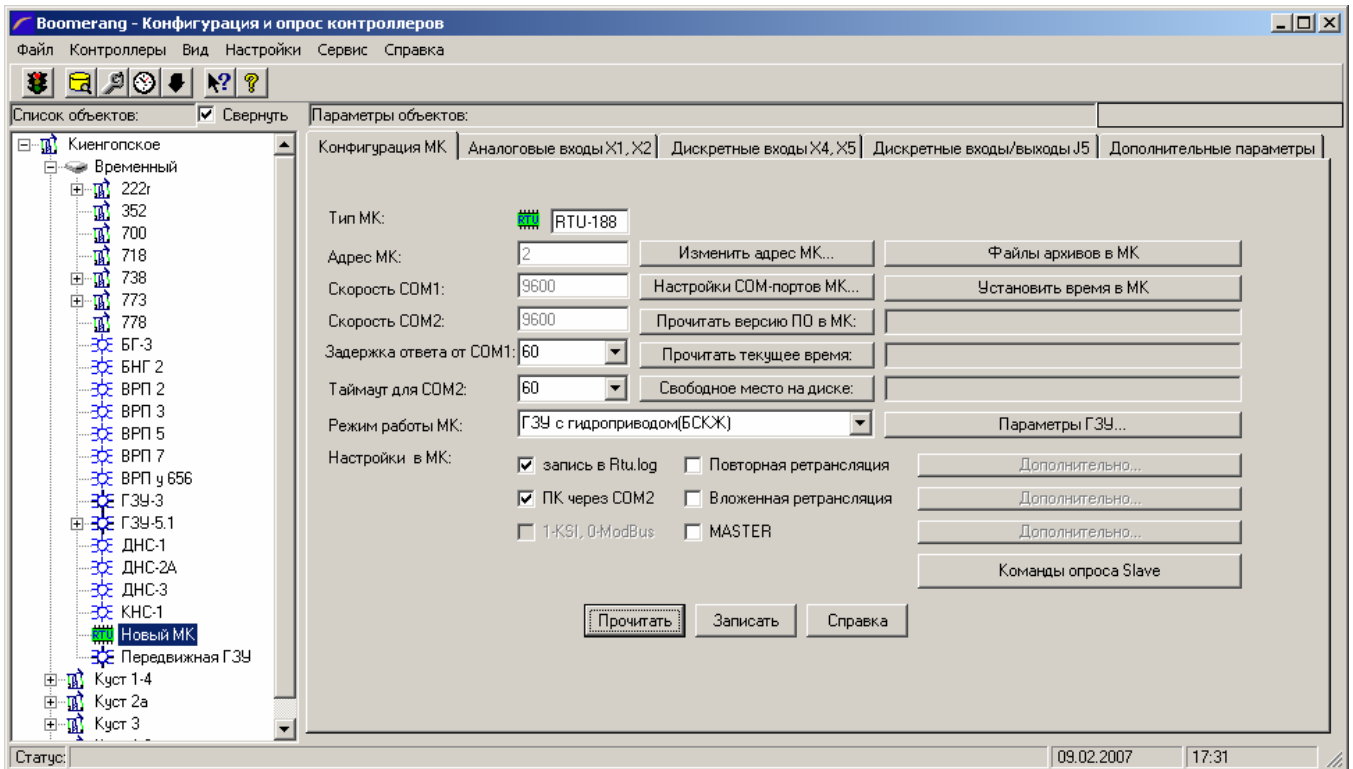 Boomerang - Конфигурация и опрос контроллеров
Файл Контроллеры Вид Настройки Сервис Справка
Список объектов: Свернуть
Параметры объектов:
Киенгопское
Временный
222г
352
700
718
738
773
778
БГ-3
БНГ 2
ВРП 2
ВРП 3
ВРП 5
ВРП 7
ВРП у 656
ГЗУ-3
ГЗУ-5.1
ДНС-1
ДНС-2А
ДНС-3
КНС-1
RTU Новый МК
Передвижная ГЗУ
Куст 1-4
Куст 2а
Куст 3
Конфигурация МК Аналоговые входы X1, X2 Дискретные входы X4, X5 Дискретные входы/выходы J5 Дополнительные параметры
Тип МК: RTU RTU-188
Адрес МК: 2 Изменить адрес МК... Файлы архивов в МК
Скорость COM1: 9600 Настройки COM-портов МК... Установить время в МК
Скорость COM2: 9600 Прочитать версию ПО в МК:
Задержка ответа от COM1: 60 Прочитать текущее время:
Таймаут для COM2: 60 Свободное место на диске:
Режим работы МК: ГЗУ с гидроприводом(БСКЖ) Параметры ГЗУ...
Настройки в МК: запись в Rtu.log Повторная ретрансляция Дополнительно...
ПК через COM2 Вложенная ретрансляция Дополнительно...
1-KSI, 0-ModBus MASTER Дополнительно...
Команды опроса Slave
Прочитать Записать Справка
Статус: 09.02.2007 17:31